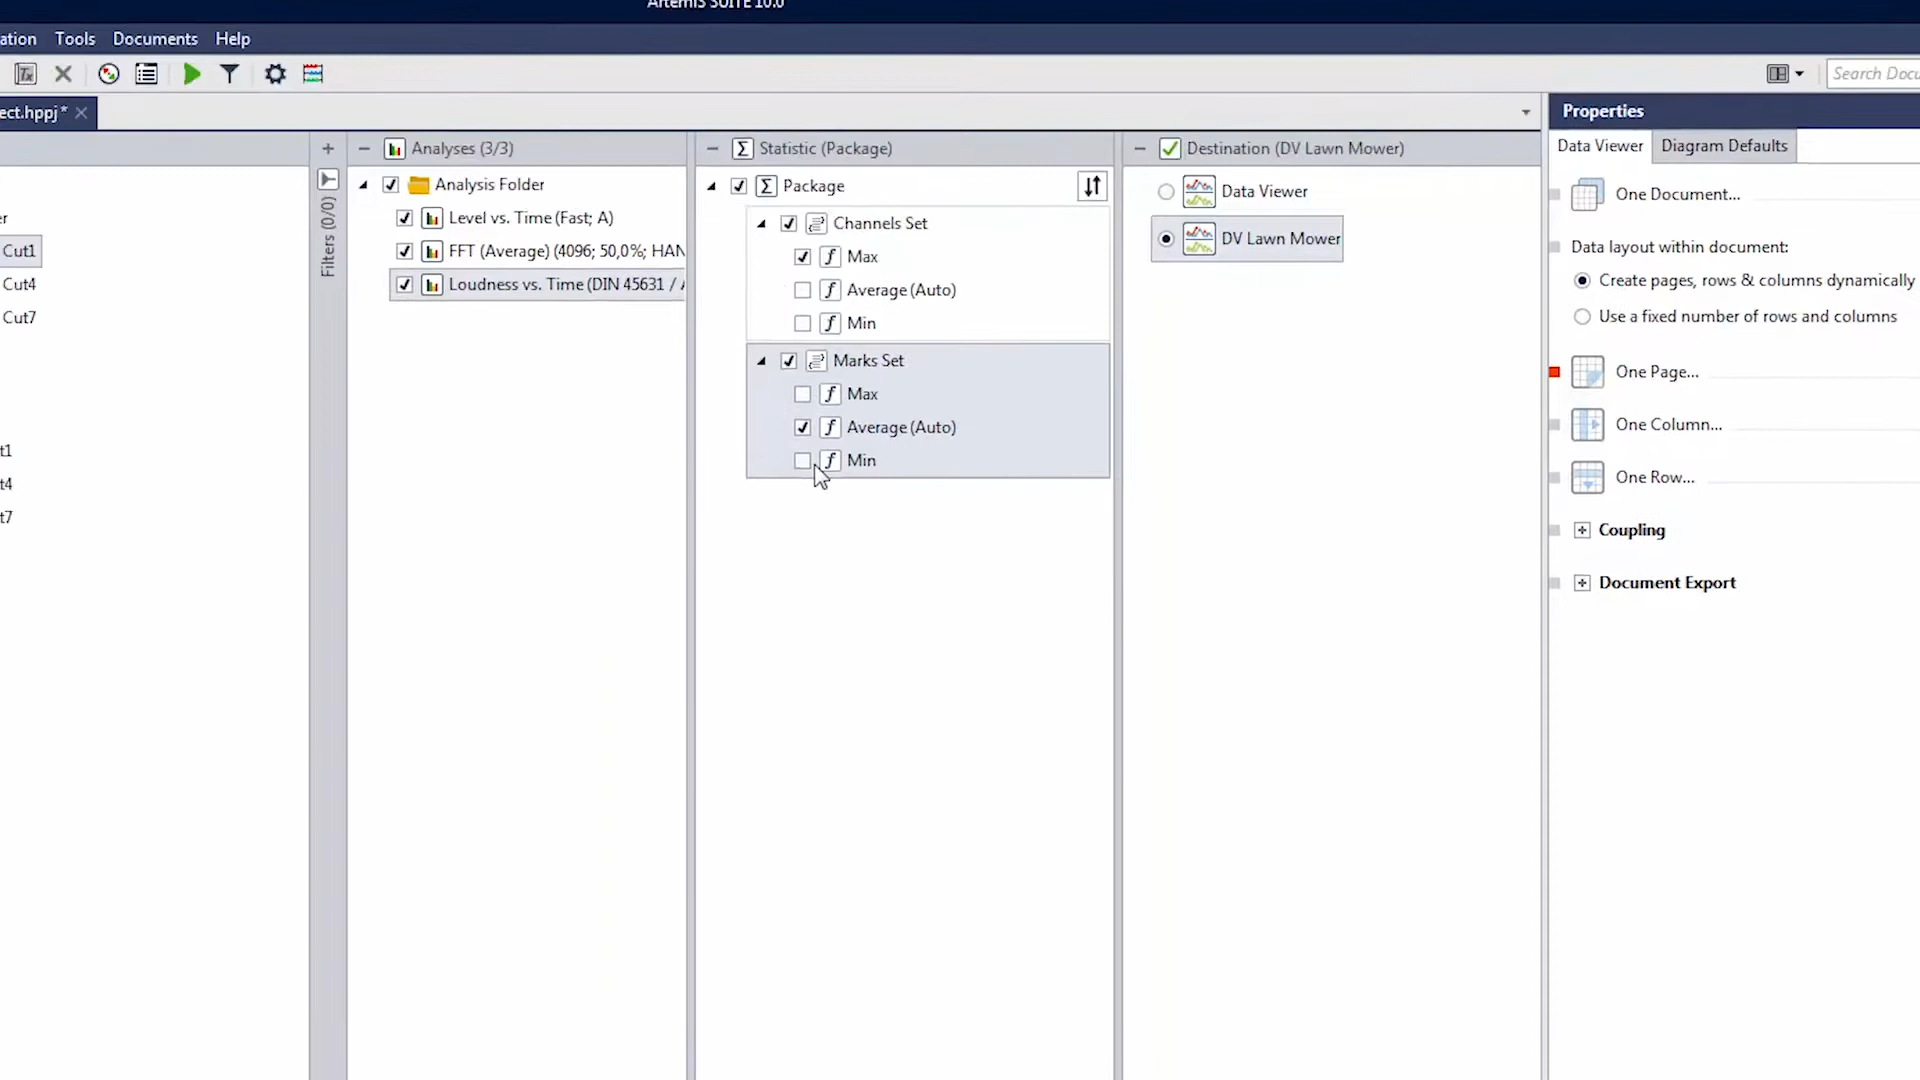 ArtemiS SUITE 10.0
ation Tools Documents Help
Search Docu
ect.hppj*
Properties
Analyses (3/3)
Statistic (Package)
Destination (DV Lawn Mower)
Data Viewer
Diagram Defaults
Filters (0/0)
Analysis Folder
Level vs. Time (Fast; A)
FFT (Average) (4096; 50,0%; HAN
Loudness vs. Time (DIN 45631 / A
er
Cut1
Cut4
Cut7
t1
t4
t7
Package
Channels Set
Max
Average (Auto)
Min
Marks Set
Max
Average (Auto)
Min
Data Viewer
DV Lawn Mower
One Document...
Data layout within document:
Create pages, rows & columns dynamically
Use a fixed number of rows and columns
One Page...
One Column...
One Row...
Coupling
Document Export